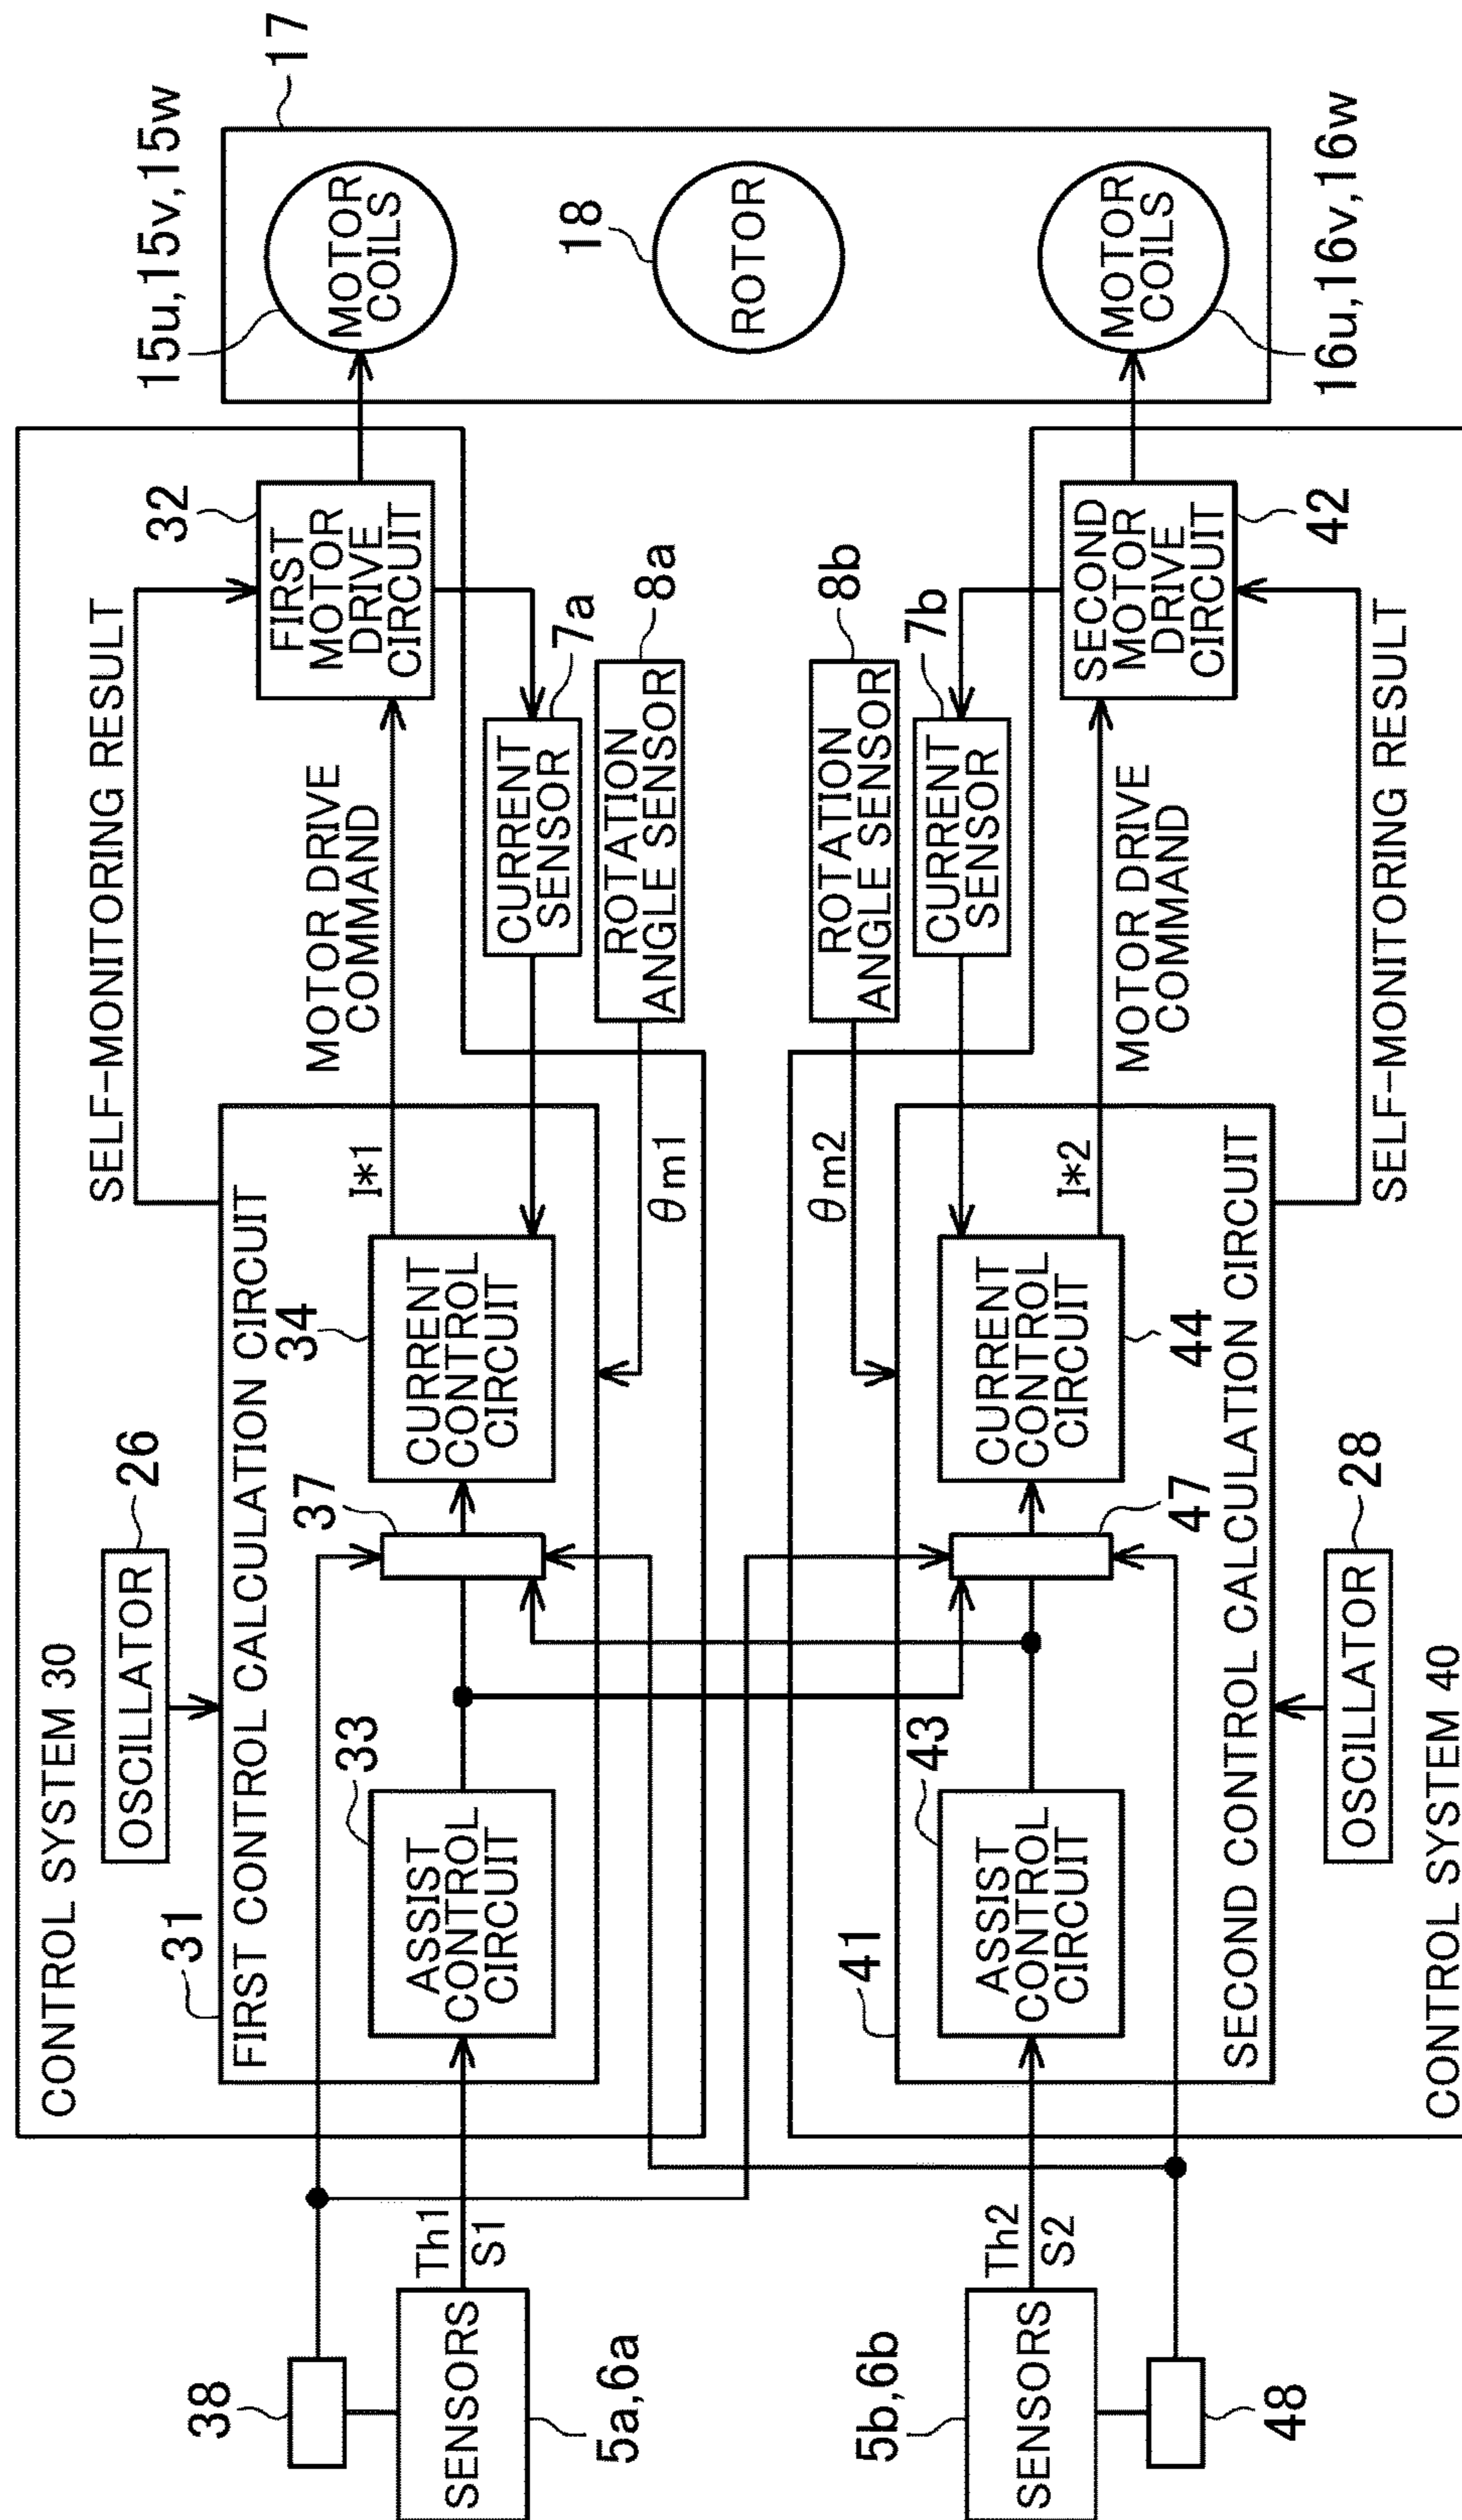 CONTROL SYSTEM 30
OSCILLATOR
26
31
FIRST CONTROL CALCULATION CIRCUIT
SELF-MONITORING RESULT
32
FIRST
MOTOR
DRIVE
CIRCUIT
15u,15v,15w
MOTOR
COILS
17
38
SENSORS
5a,6a
Th1
S1
33
ASSIST
CONTROL
CIRCUIT
37
34
CURRENT
CONTROL
CIRCUIT
I*1
MOTOR DRIVE
COMMAND
CURRENT
SENSOR
7a
ROTATION
ANGLE SENSOR
8a
θm1
18
ROTOR
θm2
ROTATION
ANGLE SENSOR
8b
CURRENT
SENSOR
7b
5b,6b
SENSORS
Th2
S2
48
41
43
ASSIST
CONTROL
CIRCUIT
47
CURRENT
CONTROL
CIRCUIT
44
I*2
MOTOR DRIVE
COMMAND
SECOND
MOTOR
DRIVE
CIRCUIT
42
MOTOR
COILS
16u,16v,16w
SECOND CONTROL CALCULATION CIRCUIT
SELF-MONITORING RESULT
OSCILLATOR
28
CONTROL SYSTEM 40